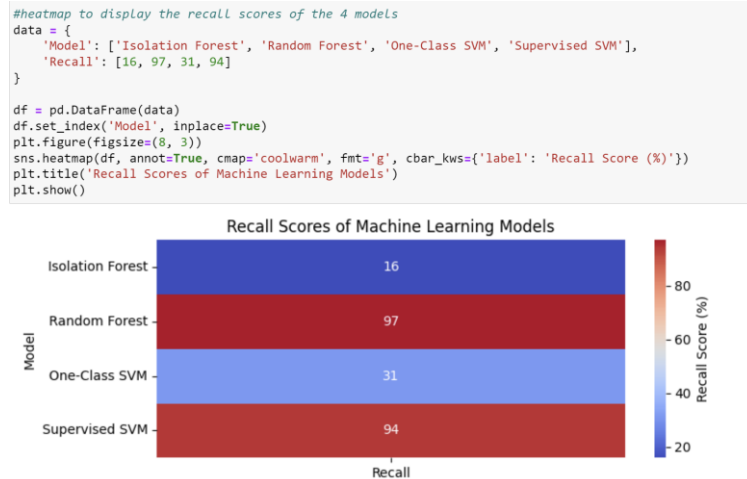 #heatmap to display the recall scores of the 4 models
data = {
    'Model': ['Isolation Forest', 'Random Forest', 'One-Class SVM', 'Supervised SVM'],
    'Recall': [16, 97, 31, 94]
}
df = pd.DataFrame(data)
df.set_index('Model', inplace=True)
plt.figure(figsize=(8, 3))
sns.heatmap(df, annot=True, cmap='coolwarm', fmt='g', cbar_kws={'label': 'Recall Score (%)'})
plt.title('Recall Scores of Machine Learning Models')
plt.show()
Recall Scores of Machine Learning Models
Isolation Forest
16
Random Forest
97
One-Class SVM
31
Supervised SVM
94
Model
Recall
80
60
40
20
Recall Score (%)